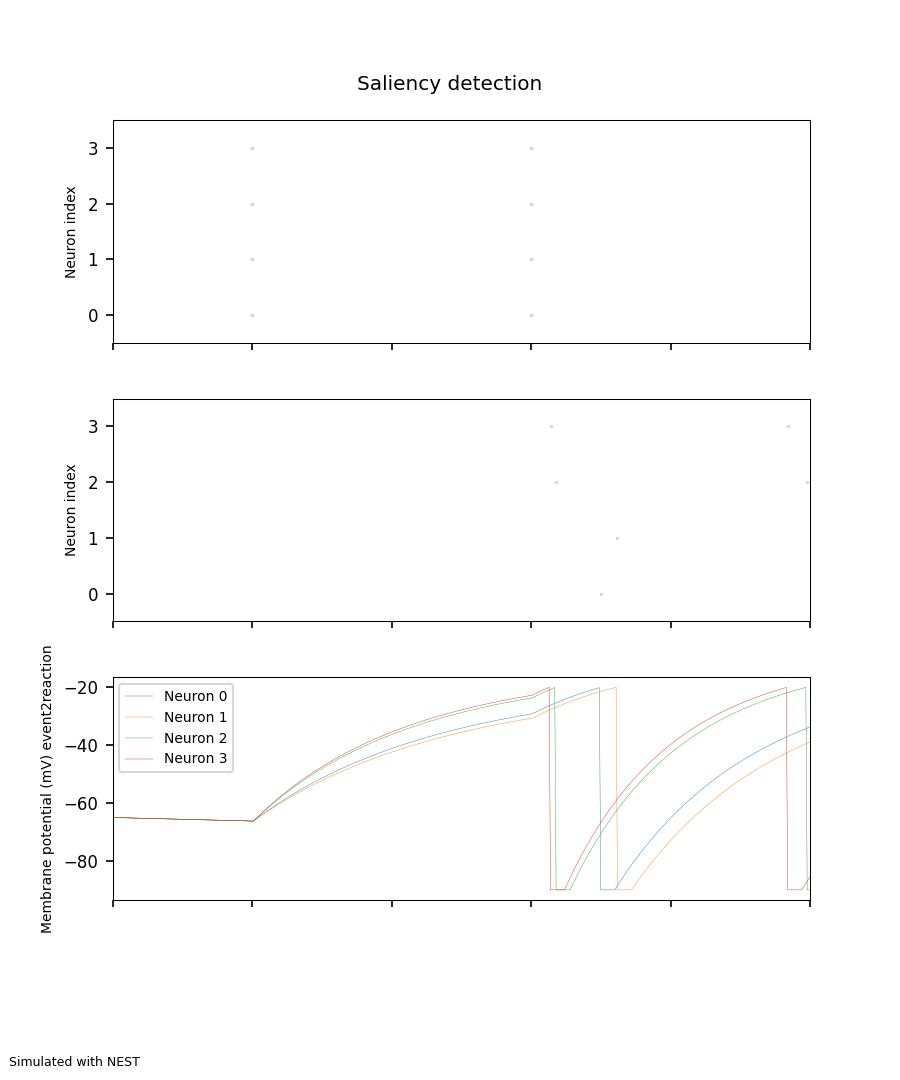 Saliency detection
Neuron index
3
2
1
0
Neuron index
3
2
1
0
Membrane potential (mV) event2reaction
−20
−40
−60
−80
Neuron 0
Neuron 1
Neuron 2
Neuron 3
Simulated with NEST